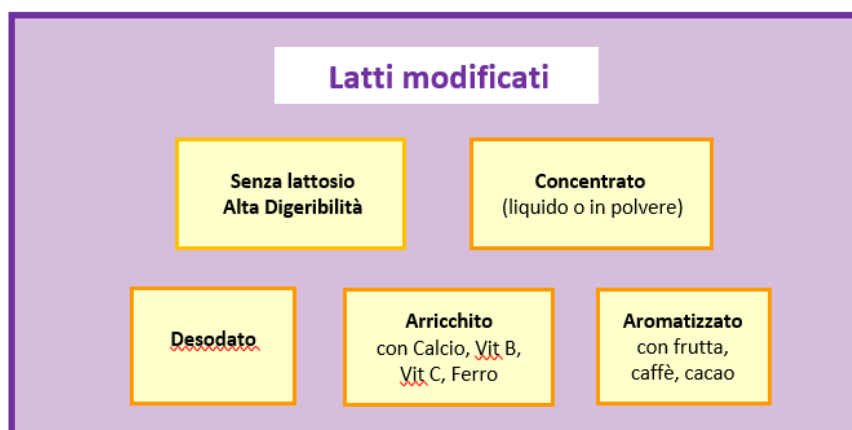 Latti modificati
Senza lattosio
Alta Digeribilità
Concentrato
(liquido o in polvere)
Desodato
Arricchito
con Calcio, Vit B,
Vit C, Ferro
Aromatizzato
con frutta,
caffè, cacao